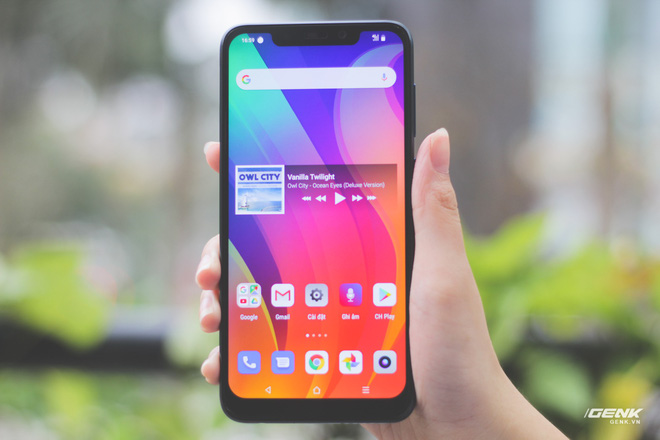 16:59
OWL CITY
Vanilla Twilight
Owl City - Ocean Eyes (Deluxe Version)
Google
Gmail
Cài đặt
Ghi âm
CH Play
GENK
GENK.VN